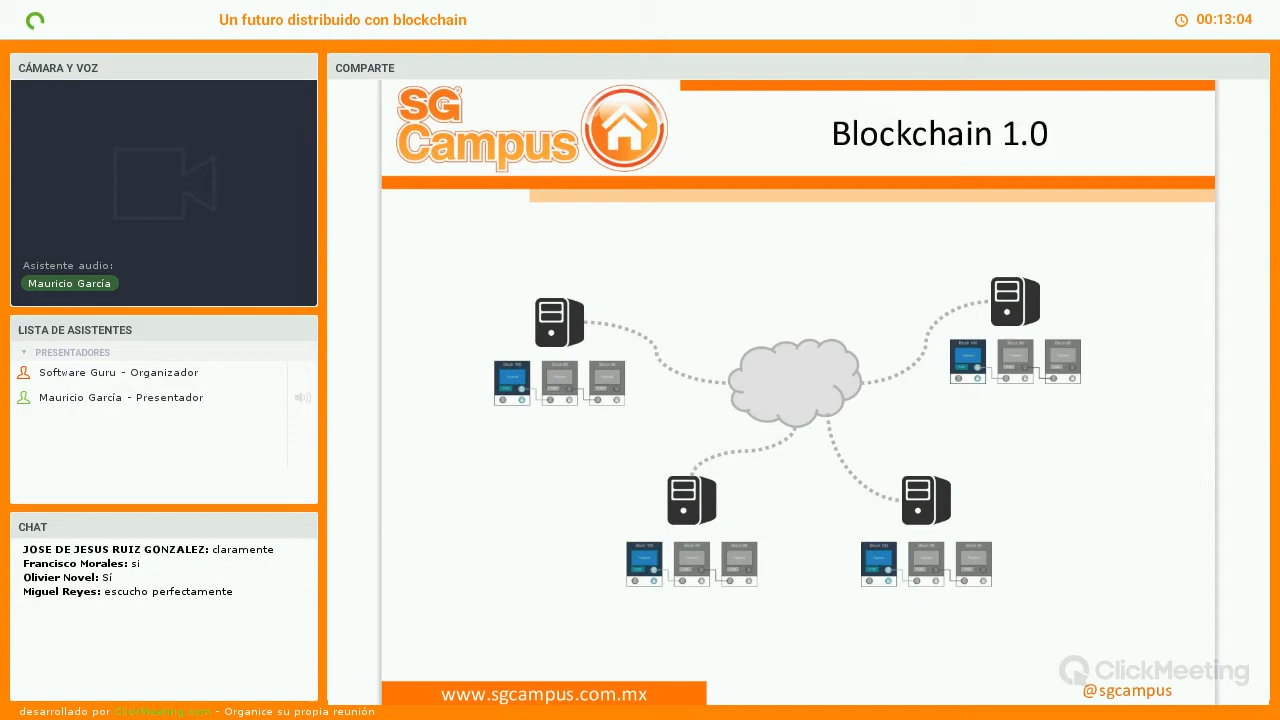 Un futuro distribuido con blockchain
00:13:04
CÁMARA Y VOZ
Asistente audio:
Mauricio García
LISTA DE ASISTENTES
PRESENTADORES
Software Guru - Organizador
Mauricio García - Presentador
CHAT
JOSE DE JESUS RUIZ GONZALEZ: claramente
Francisco Morales: si
Olivier Novel: Sí
Miguel Reyes: escucho perfectamente
desarrollado por ClickMeeting.com - Organice su propia reunión
COMPARTE
SG
Campus
Blockchain 1.0
www.sgcampus.com.mx
ClickMeeting
@sgcampus